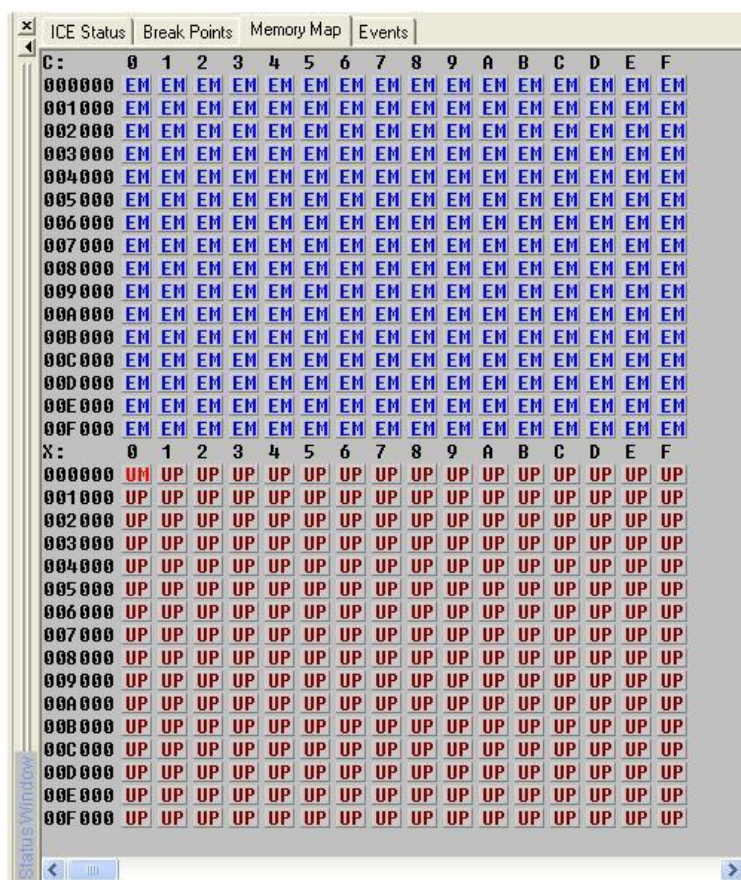 ICE Status Break Points Memory Map Events
C: 0 1 2 3 4 5 6 7 8 9 A B C D E F
000000 EM EM EM EM EM EM EM EM EM EM EM EM EM EM EM EM
001000 EM EM EM EM EM EM EM EM EM EM EM EM EM EM EM EM
002000 EM EM EM EM EM EM EM EM EM EM EM EM EM EM EM EM
003000 EM EM EM EM EM EM EM EM EM EM EM EM EM EM EM EM
004000 EM EM EM EM EM EM EM EM EM EM EM EM EM EM EM EM
005000 EM EM EM EM EM EM EM EM EM EM EM EM EM EM EM EM
006000 EM EM EM EM EM EM EM EM EM EM EM EM EM EM EM EM
007000 EM EM EM EM EM EM EM EM EM EM EM EM EM EM EM EM
008000 EM EM EM EM EM EM EM EM EM EM EM EM EM EM EM EM
009000 EM EM EM EM EM EM EM EM EM EM EM EM EM EM EM EM
00A000 EM EM EM EM EM EM EM EM EM EM EM EM EM EM EM EM
00B000 EM EM EM EM EM EM EM EM EM EM EM EM EM EM EM EM
00C000 EM EM EM EM EM EM EM EM EM EM EM EM EM EM EM EM
00D000 EM EM EM EM EM EM EM EM EM EM EM EM EM EM EM EM
00E000 EM EM EM EM EM EM EM EM EM EM EM EM EM EM EM EM
00F000 EM EM EM EM EM EM EM EM EM EM EM EM EM EM EM EM
X: 0 1 2 3 4 5 6 7 8 9 A B C D E F
000000 UM UP UP UP UP UP UP UP UP UP UP UP UP UP UP UP
001000 UP UP UP UP UP UP UP UP UP UP UP UP UP UP UP UP
002000 UP UP UP UP UP UP UP UP UP UP UP UP UP UP UP UP
003000 UP UP UP UP UP UP UP UP UP UP UP UP UP UP UP UP
004000 UP UP UP UP UP UP UP UP UP UP UP UP UP UP UP UP
005000 UP UP UP UP UP UP UP UP UP UP UP UP UP UP UP UP
006000 UP UP UP UP UP UP UP UP UP UP UP UP UP UP UP UP
007000 UP UP UP UP UP UP UP UP UP UP UP UP UP UP UP UP
008000 UP UP UP UP UP UP UP UP UP UP UP UP UP UP UP UP
009000 UP UP UP UP UP UP UP UP UP UP UP UP UP UP UP UP
00A000 UP UP UP UP UP UP UP UP UP UP UP UP UP UP UP UP
00B000 UP UP UP UP UP UP UP UP UP UP UP UP UP UP UP UP
00C000 UP UP UP UP UP UP UP UP UP UP UP UP UP UP UP UP
00D000 UP UP UP UP UP UP UP UP UP UP UP UP UP UP UP UP
00E000 UP UP UP UP UP UP UP UP UP UP UP UP UP UP UP UP
00F000 UP UP UP UP UP UP UP UP UP UP UP UP UP UP UP UP
Status Window